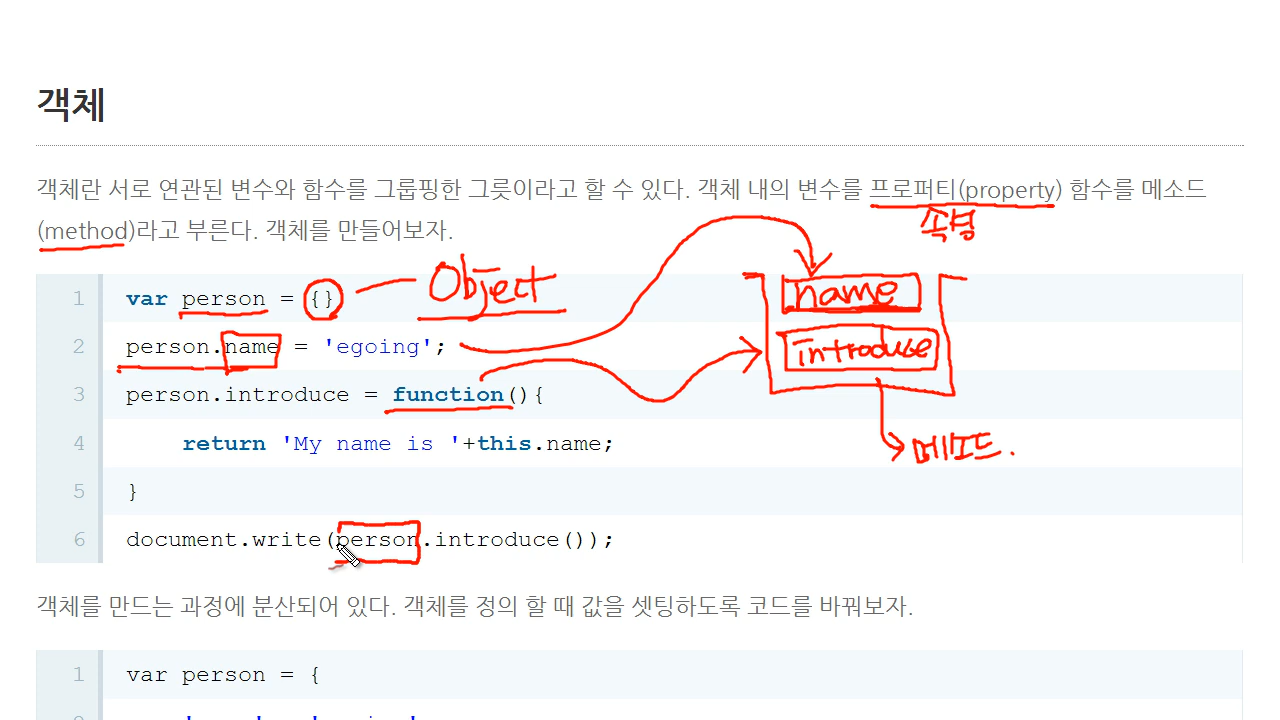 객체
객체란 서로 연관된 변수와 함수를 그룹핑한 그릇이라고 할 수 있다. 객체 내의 변수를 프로퍼티(property) 함수를 메소드
(method)라고 부른다. 객체를 만들어보자.
속성
1 var person = {}
Object
name
2 person.name = 'egoing';
introduce
3 person.introduce = function(){
4 return 'My name is '+this.name;
메소드.
5 }
6 document.write(person.introduce());
객체를 만드는 과정에 분산되어 있다. 객체를 정의 할 때 값을 셋팅하도록 코드를 바꿔보자.
1 var person = {